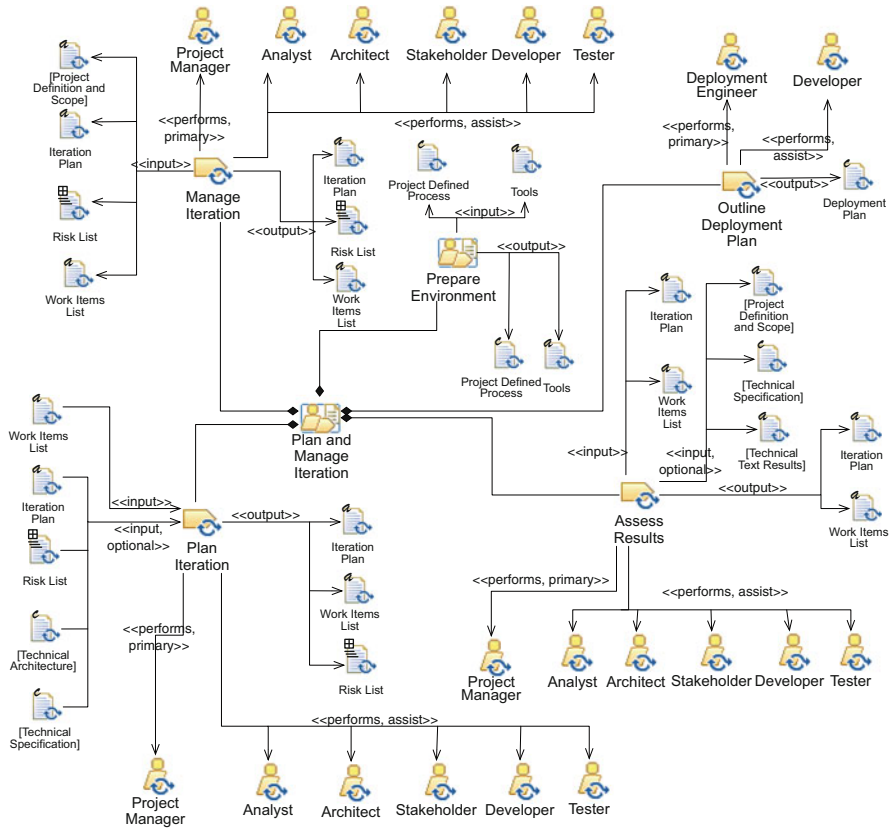 Project
Manager
Analyst
Architect
Stakeholder
Developer
Tester
Deployment
Engineer
Developer
a
[Project
Definition and
Scope]
a
Iteration
Plan
Risk List
a
Work Items
List
<<input>>
<<performs,
primary>>
<<performs, assist>>
Manage
Iteration
<<output>>
a
Iteration
Plan
Risk List
a
Work
Items
List
c
Project Defined
Process
a
Tools
<<input>>
<<output>>
Prepare
Environment
c
Project Defined
Process
a
Tools
<<performs,
primary>>
<<performs,
assist>>
<<output>>
Outline
Deployment
Plan
c
Deployment
Plan
a
Iteration
Plan
a
[Project
Definition
and Scope]
a
Work
Items
List
c
[Technical
Specification]
a
[Technical
Text Results]
<<input>>
<<input,
optional>>
<<output>>
a
Iteration
Plan
a
Work Items
List
Assess
Results
Plan and
Manage
Iteration
a
Work Items
List
a
Iteration
Plan
Risk List
c
[Technical
Architecture]
c
[Technical
Specification]
<<input>>
<<input,
optional>>
Plan
Iteration
<<output>>
a
Iteration
Plan
a
Work Items
List
Risk List
<<performs,
primary>>
<<performs, assist>>
Project
Manager
Analyst
Architect
Stakeholder
Developer
Tester
<<performs, primary>>
<<performs, assist>>
Project
Manager
Analyst
Architect
Stakeholder
Developer
Tester